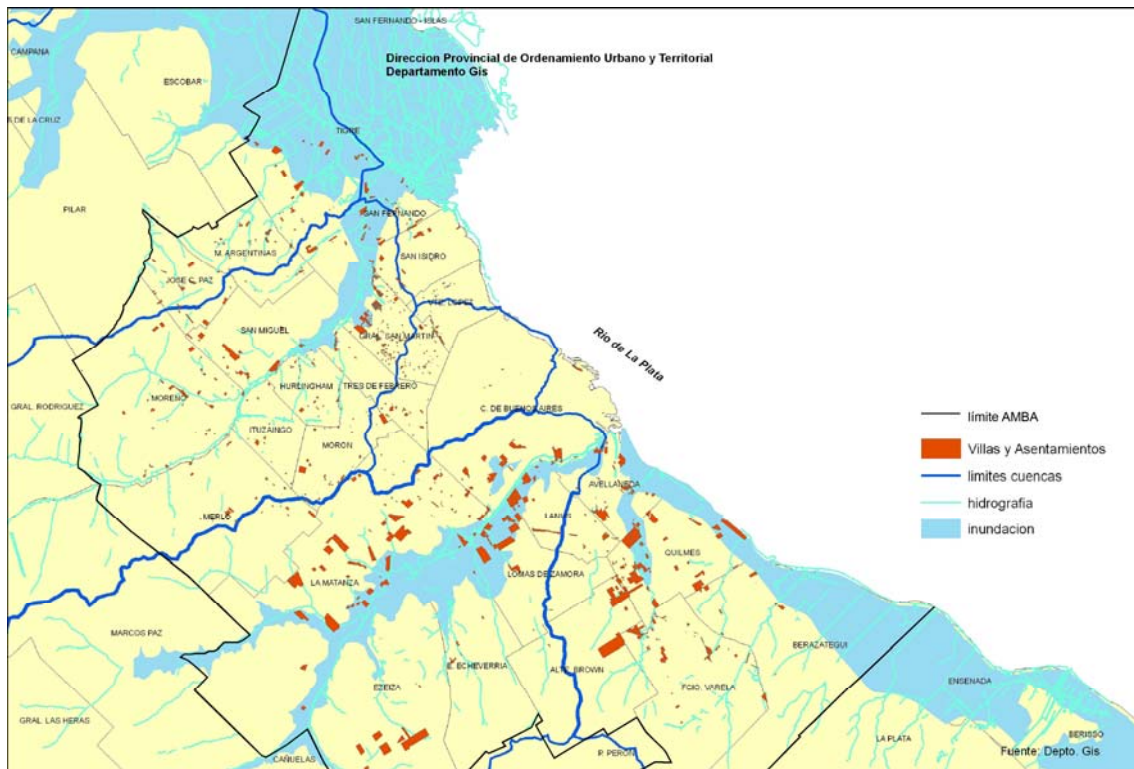 SAN FERNANDO - ISLAS
CAMPANA
Direccion Provincial de Ordenamiento Urbano y Territorial
Departamento Gis
ESCOBAR
DE LA CRUZ
TIGRE
PILAR
SAN FERNANDO
M. ARGENTINAS
SAN ISIDRO
JOSE C. PAZ
VTE. LOPEZ
SAN MIGUEL
GRAL. SAN MARTIN
Rio de La Plata
HURLINGHAM
TRES DE FEBRERO
MORENO
GRAL. RODRIGUEZ
C. DE BUENOS AIRES
ITUZAINGO
MORON
límite AMBA
Villas y Asentamientos
limites cuencas
hidrografia
inundacion
AVELLANEDA
MERLO
LANUS
QUILMES
LA MATANZA
LOMAS DE ZAMORA
MARCOS PAZ
BERAZATEGUI
E. ECHEVERRIA
ALTE. BROWN
ENSENADA
EZEIZA
FCIO. VARELA
GRAL. LAS HERAS
BERISSO
LA PLATA
CAÑUELAS
P. PERON
Fuente: Depto. Gis